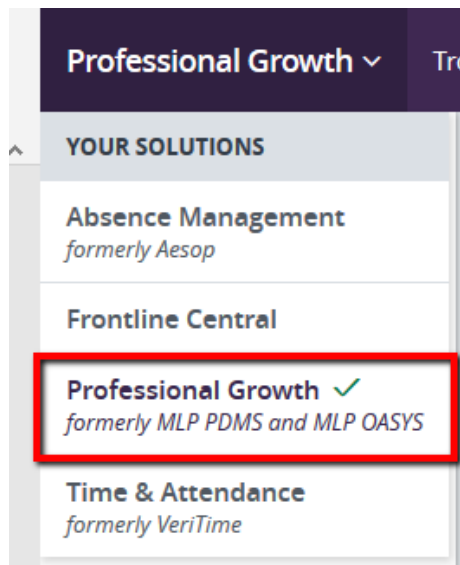 Professional Growth
YOUR SOLUTIONS
Absence Management
formerly Aesop
Frontline Central
Professional Growth
formerly MLP PDMS and MLP OASYS
Time & Attendance
formerly VeriTime